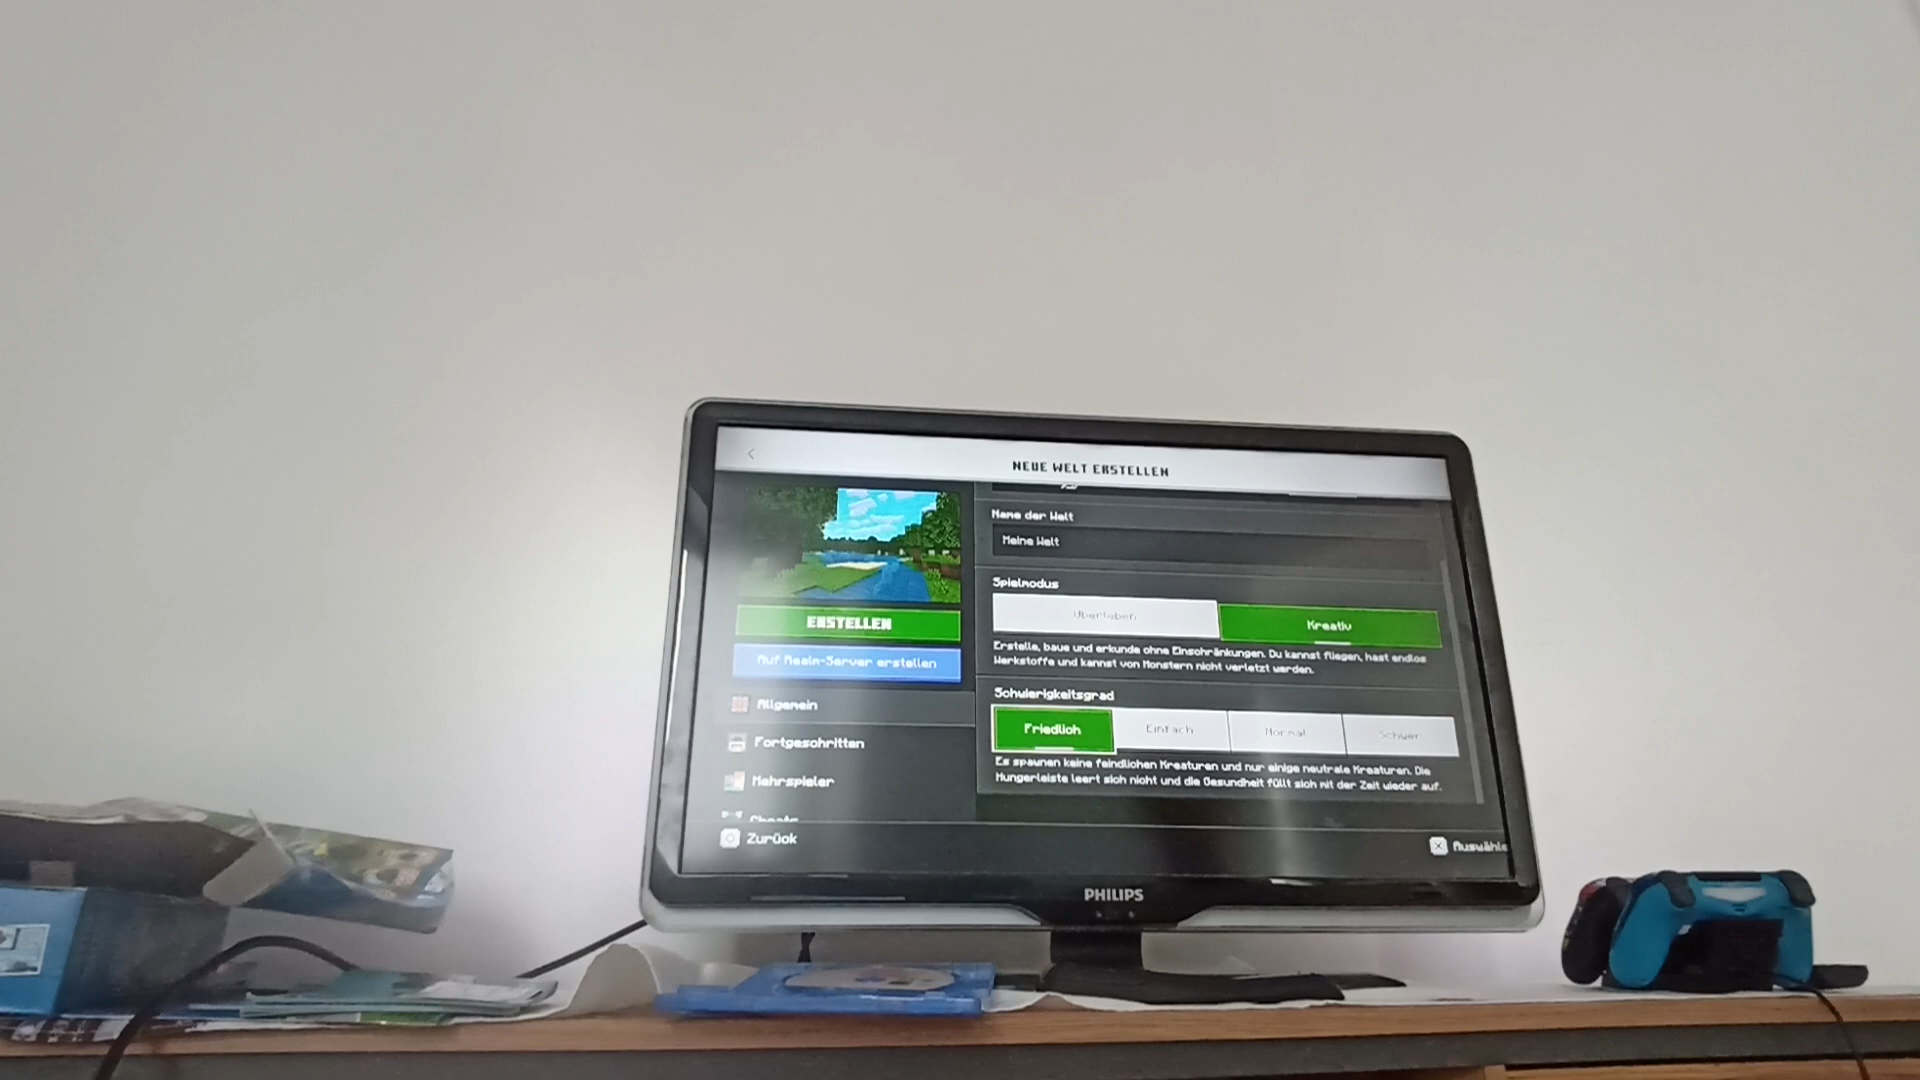 NEUE WELT ERSTELLEN
Name der Welt
Meine Welt
Spielmodus
Überleben
Kreativ
Erstelle, baue und erkunde ohne Einschränkungen. Du kannst fliegen, hast endlos
Werkstoffe und kannst von Monstern nicht verletzt werden.
Schwierigkeitsgrad
Friedlich
Einfach
Normal
Schwer
Es spawnen keine feindlichen Kreaturen und nur einige neutrale Kreaturen. Die
Hungerleiste leert sich nicht und die Gesundheit füllt sich mit der Zeit wieder auf.
ERSTELLEN
Auf Realm-Server erstellen
Allgemein
Fortgeschritten
Mehrspieler
Cheats
Zurück
Auswähle
PHILIPS